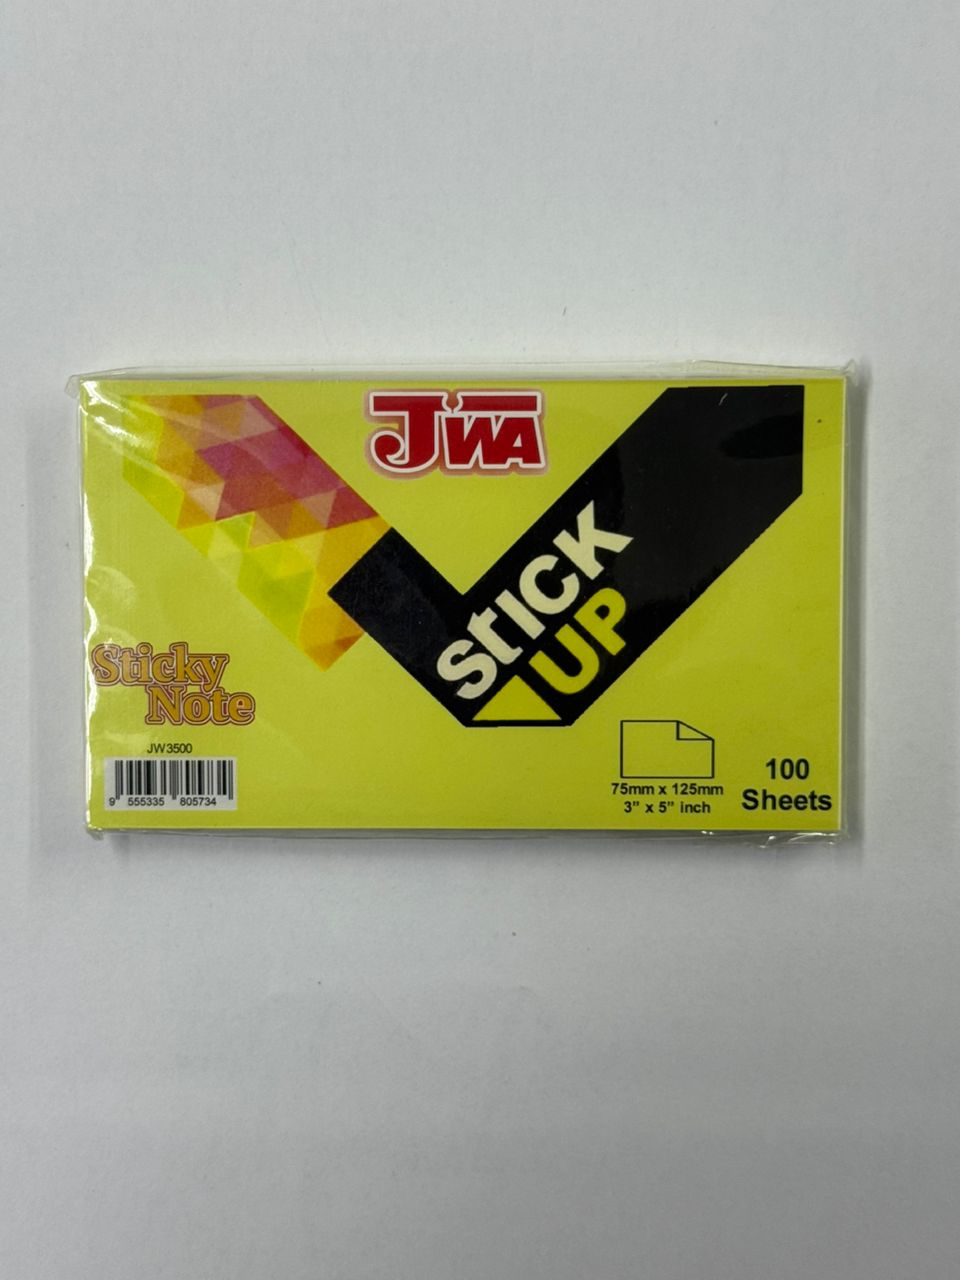 JWA
STICK
UP
Sticky
Note
JW3500
9 555335 805734
75mm x 125mm
3” x 5” inch
100
Sheets